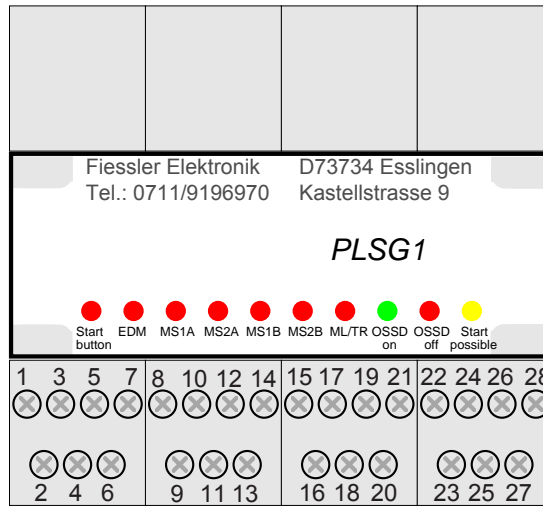 Fiessler Elektronik D73734 Esslingen
Tel.: 0711/9196970 Kastellstrasse 9
PLSG1
Start button EDM MS1A MS2A MS1B MS2B ML/TR OSSD on OSSD off Start possible
1 3 5 7 8 10 12 14 15 17 19 21 22 24 26 28
2 4 6 9 11 13 16 18 20 23 25 27